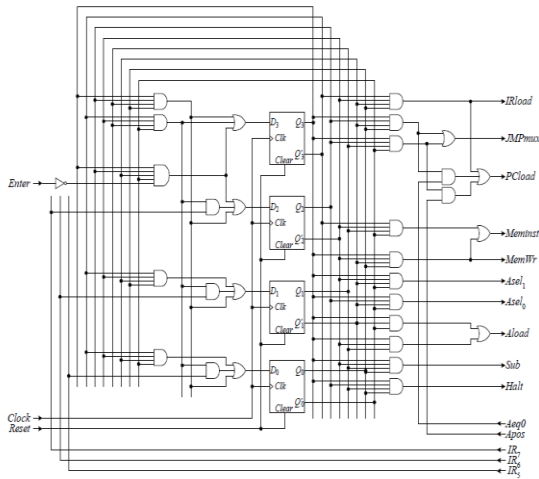 D3 Q3 IRload
Clk JMPmux
Clear Q'3
PCload
Enter
D2 Q2
Clk Meminst
Clear Q'2
MemWr
Asel1
D1 Q1
Clk Asel0
Clear Q'1
Aload
D0 Q0 Sub
Clk
Clear Q'0 Halt
Clock Aeq0
Reset Apos
IR7
IR6
IR5